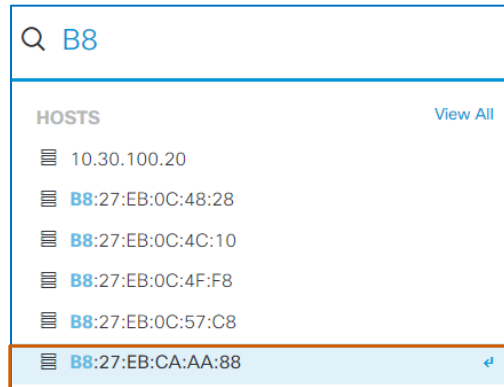 B8
HOSTS View All
10.30.100.20
B8:27:EB:0C:48:28
B8:27:EB:0C:4C:10
B8:27:EB:0C:4F:F8
B8:27:EB:0C:57:C8
B8:27:EB:CA:AA:88